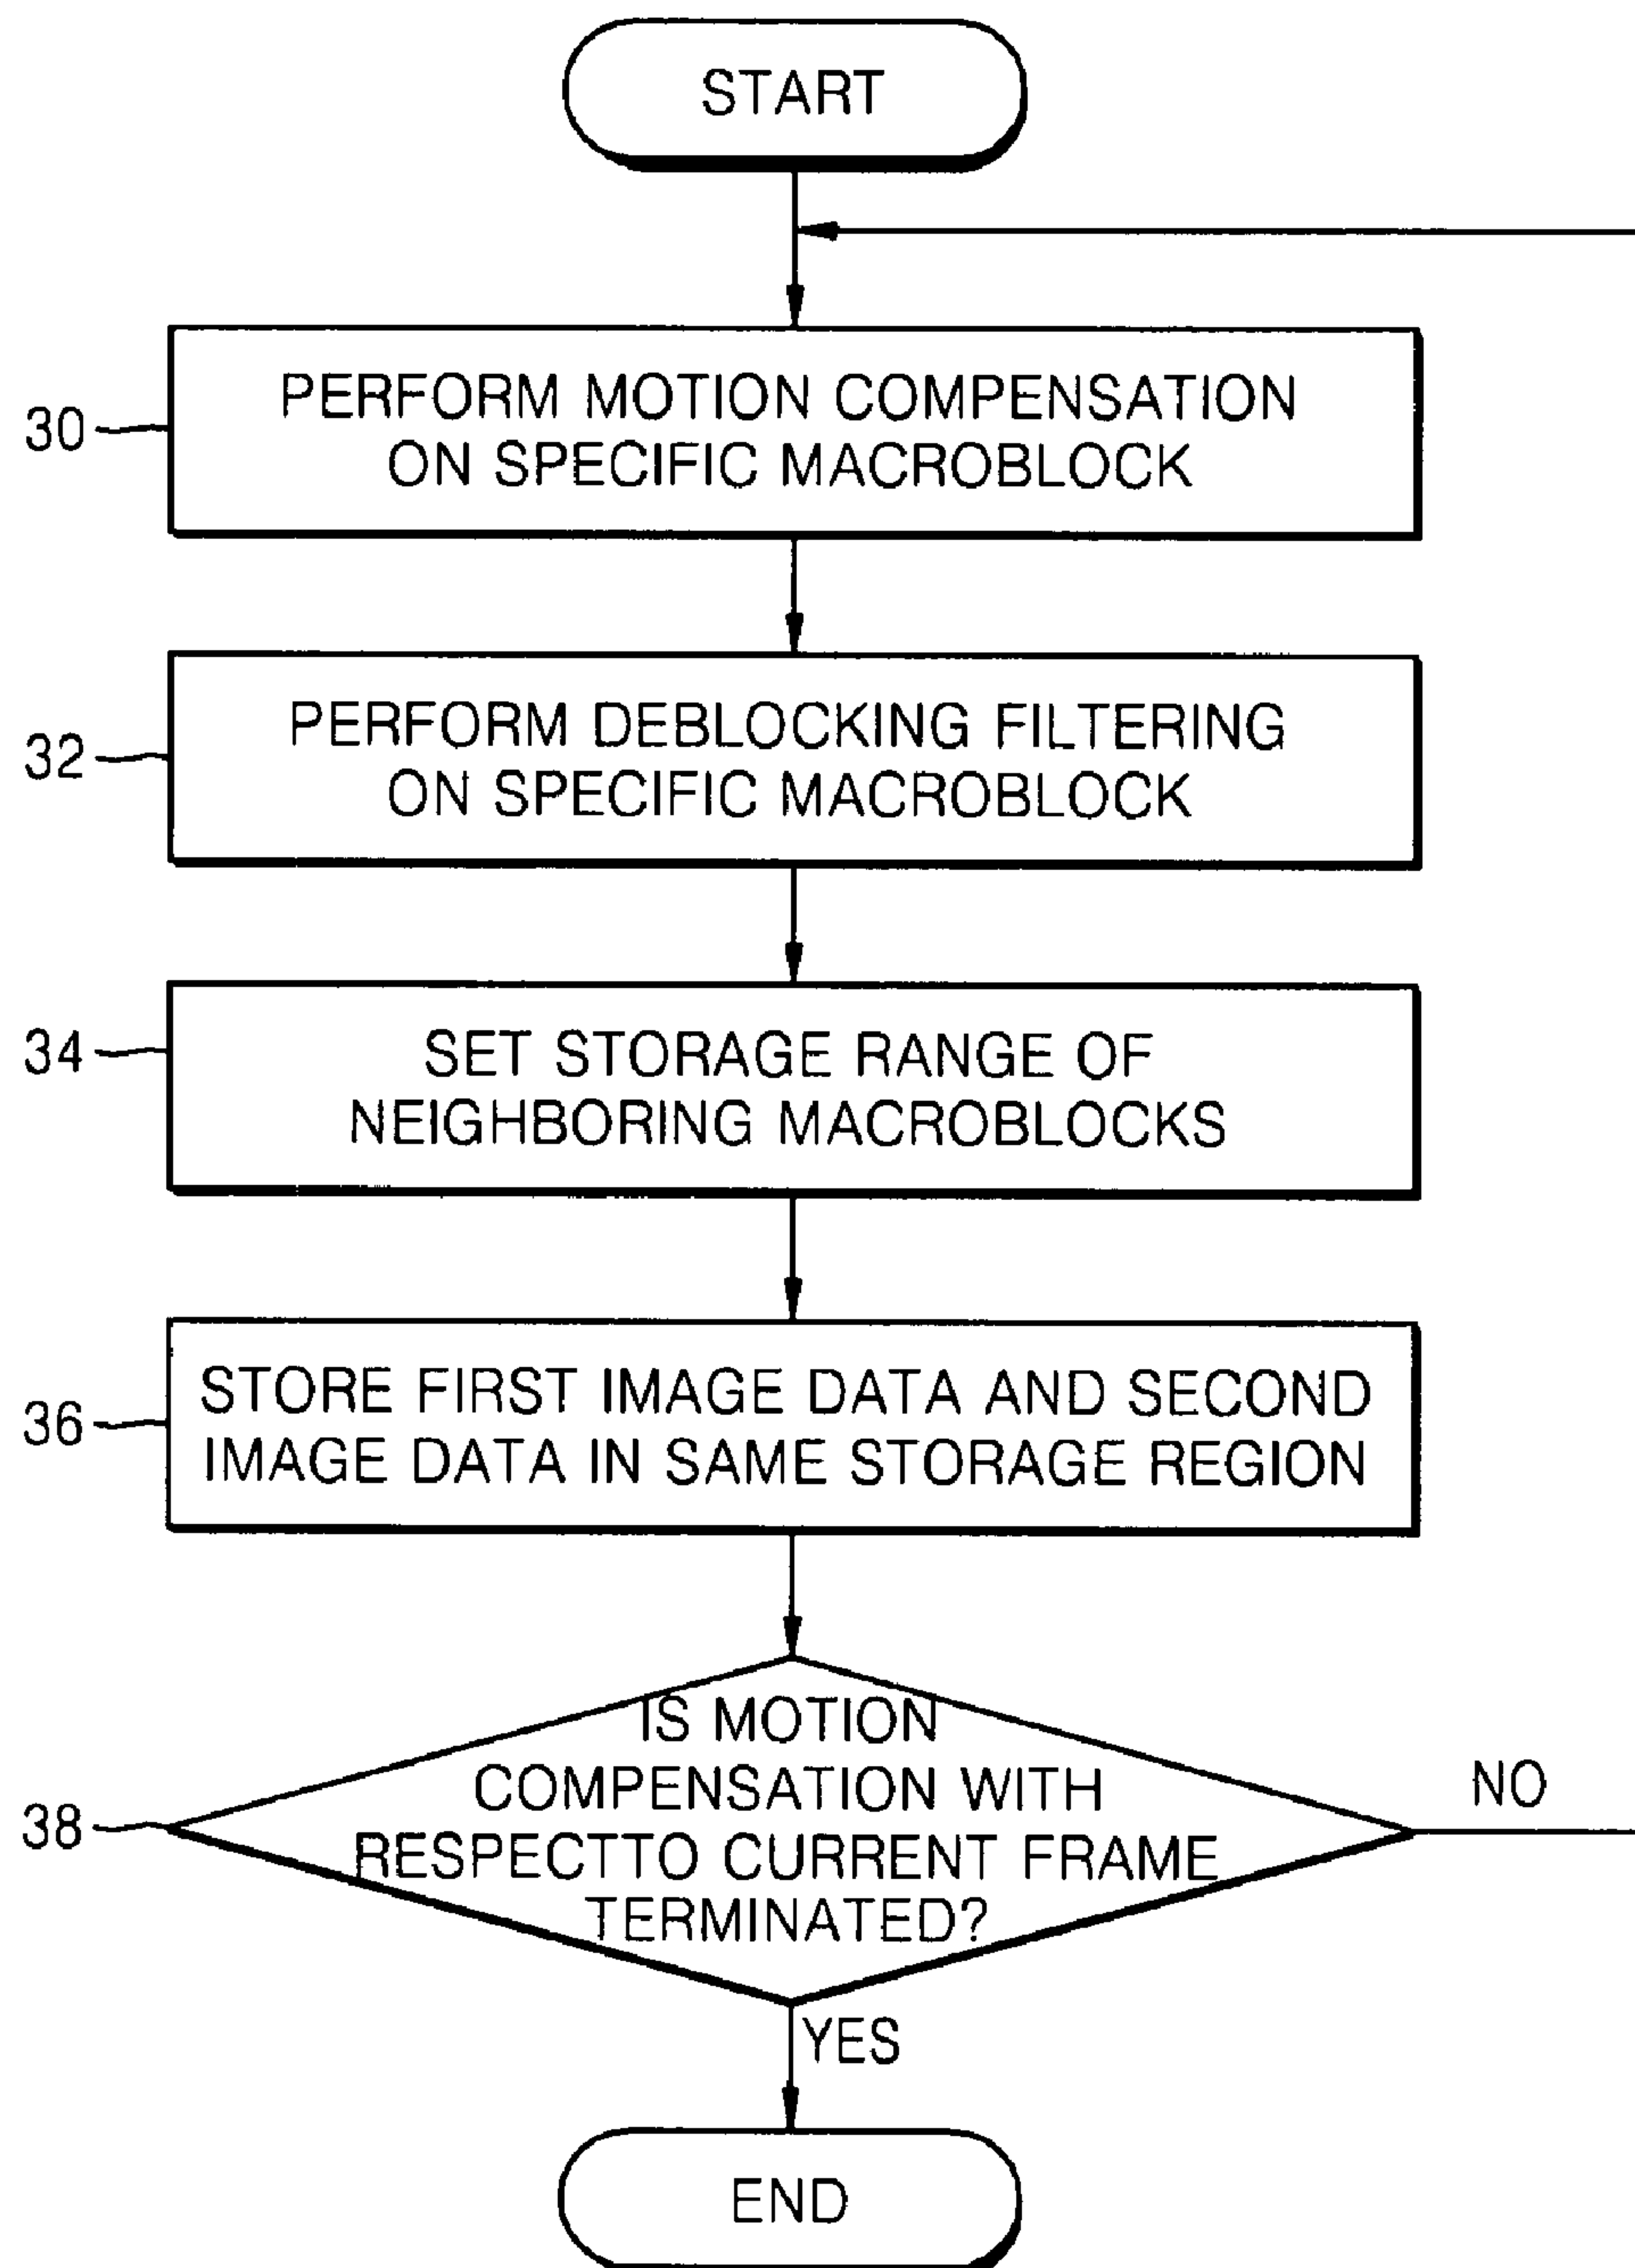 START
30
PERFORM MOTION COMPENSATION
ON SPECIFIC MACROBLOCK
32
PERFORM DEBLOCKING FILTERING
ON SPECIFIC MACROBLOCK
34
SET STORAGE RANGE OF
NEIGHBORING MACROBLOCKS
36
STORE FIRST IMAGE DATA AND SECOND
IMAGE DATA IN SAME STORAGE REGION
38
IS MOTION
COMPENSATION WITH
RESPECTTO CURRENT FRAME
TERMINATED?
NO
YES
END